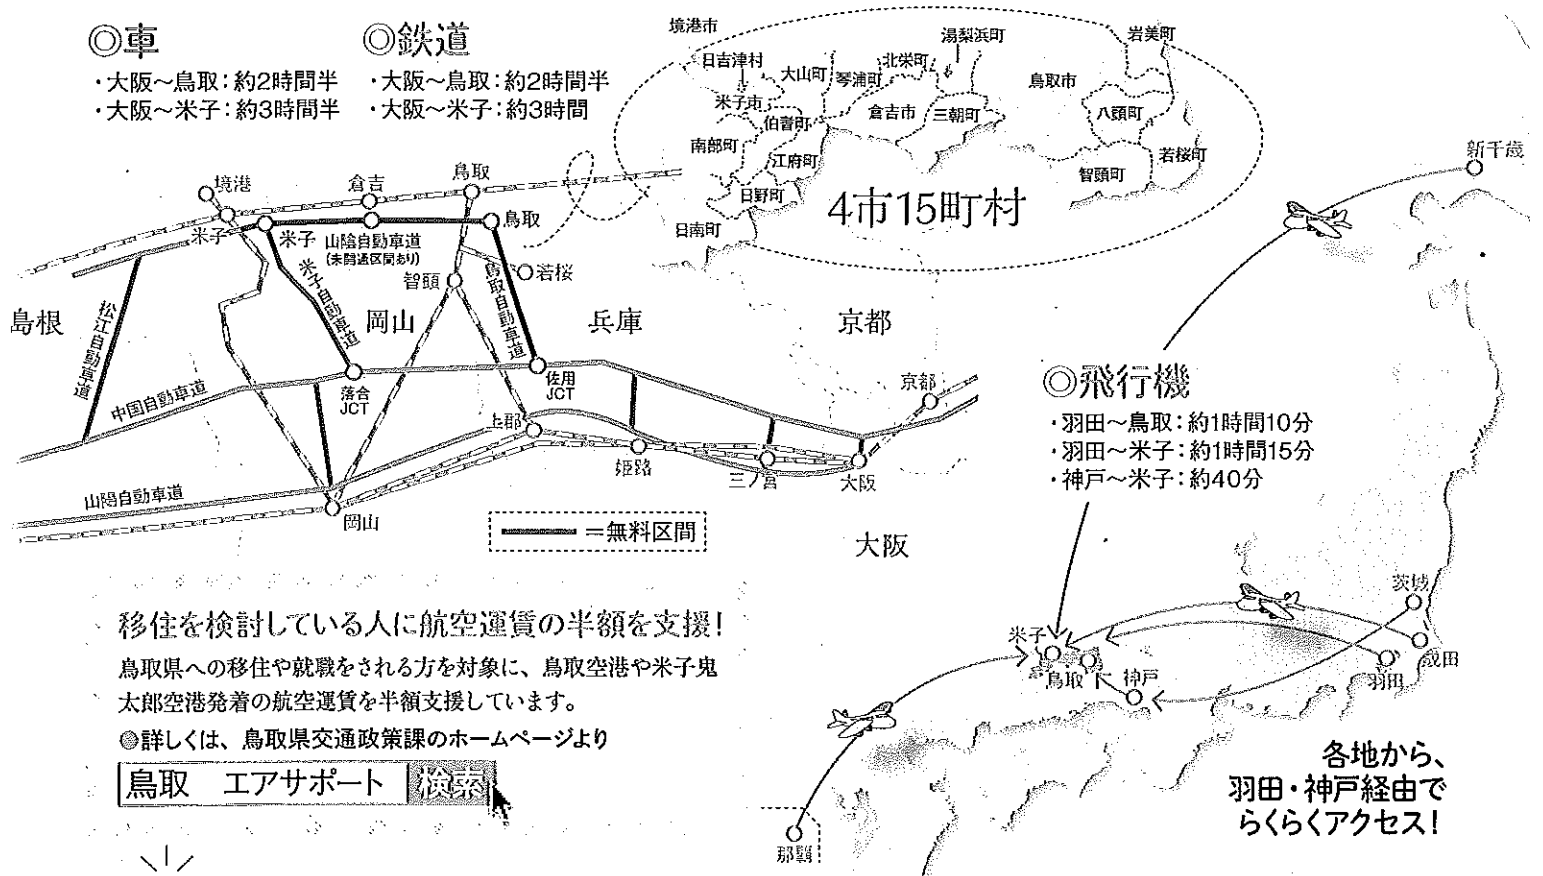 ◎車
・大阪～鳥取：約2時間半
・大阪～米子：約3時間半
◎鉄道
・大阪～鳥取：約2時間半
・大阪～米子：約3時間
境港市
日吉津村
大山町
琴浦町
北栄町
湯梨浜町
鳥取市
岩美町
米子市
伯耆町
倉吉市
三朝町
八頭町
南部町
江府町
若桜町
智頭町
日野町
日南町
4市15町村
境港
倉吉
鳥取
米子
米子
山陰自動車道
(未開通区間あり)
鳥取
若桜
智頭
米子自動車道
鳥取自動車道
松江自動車道
島根
岡山
兵庫
京都
中国自動車道
落合
JCT
佐用
JCT
京都
上郡
姫路
三ノ宮
大阪
山陽自動車道
岡山
＝無料区間
大阪
新千歳
◎飛行機
・羽田～鳥取：約1時間10分
・羽田～米子：約1時間15分
・神戸～米子：約40分
茨城
成田
羽田
米子
鳥取
神戸
那覇
各地から、
羽田・神戸経由で
らくらくアクセス！
移住を検討している人に航空運賃の半額を支援！
鳥取県への移住や就職をされる方を対象に、鳥取空港や米子鬼
太郎空港発着の航空運賃を半額支援しています。
◎詳しくは、鳥取県交通政策課のホームページより
鳥取　エアサポート　検索